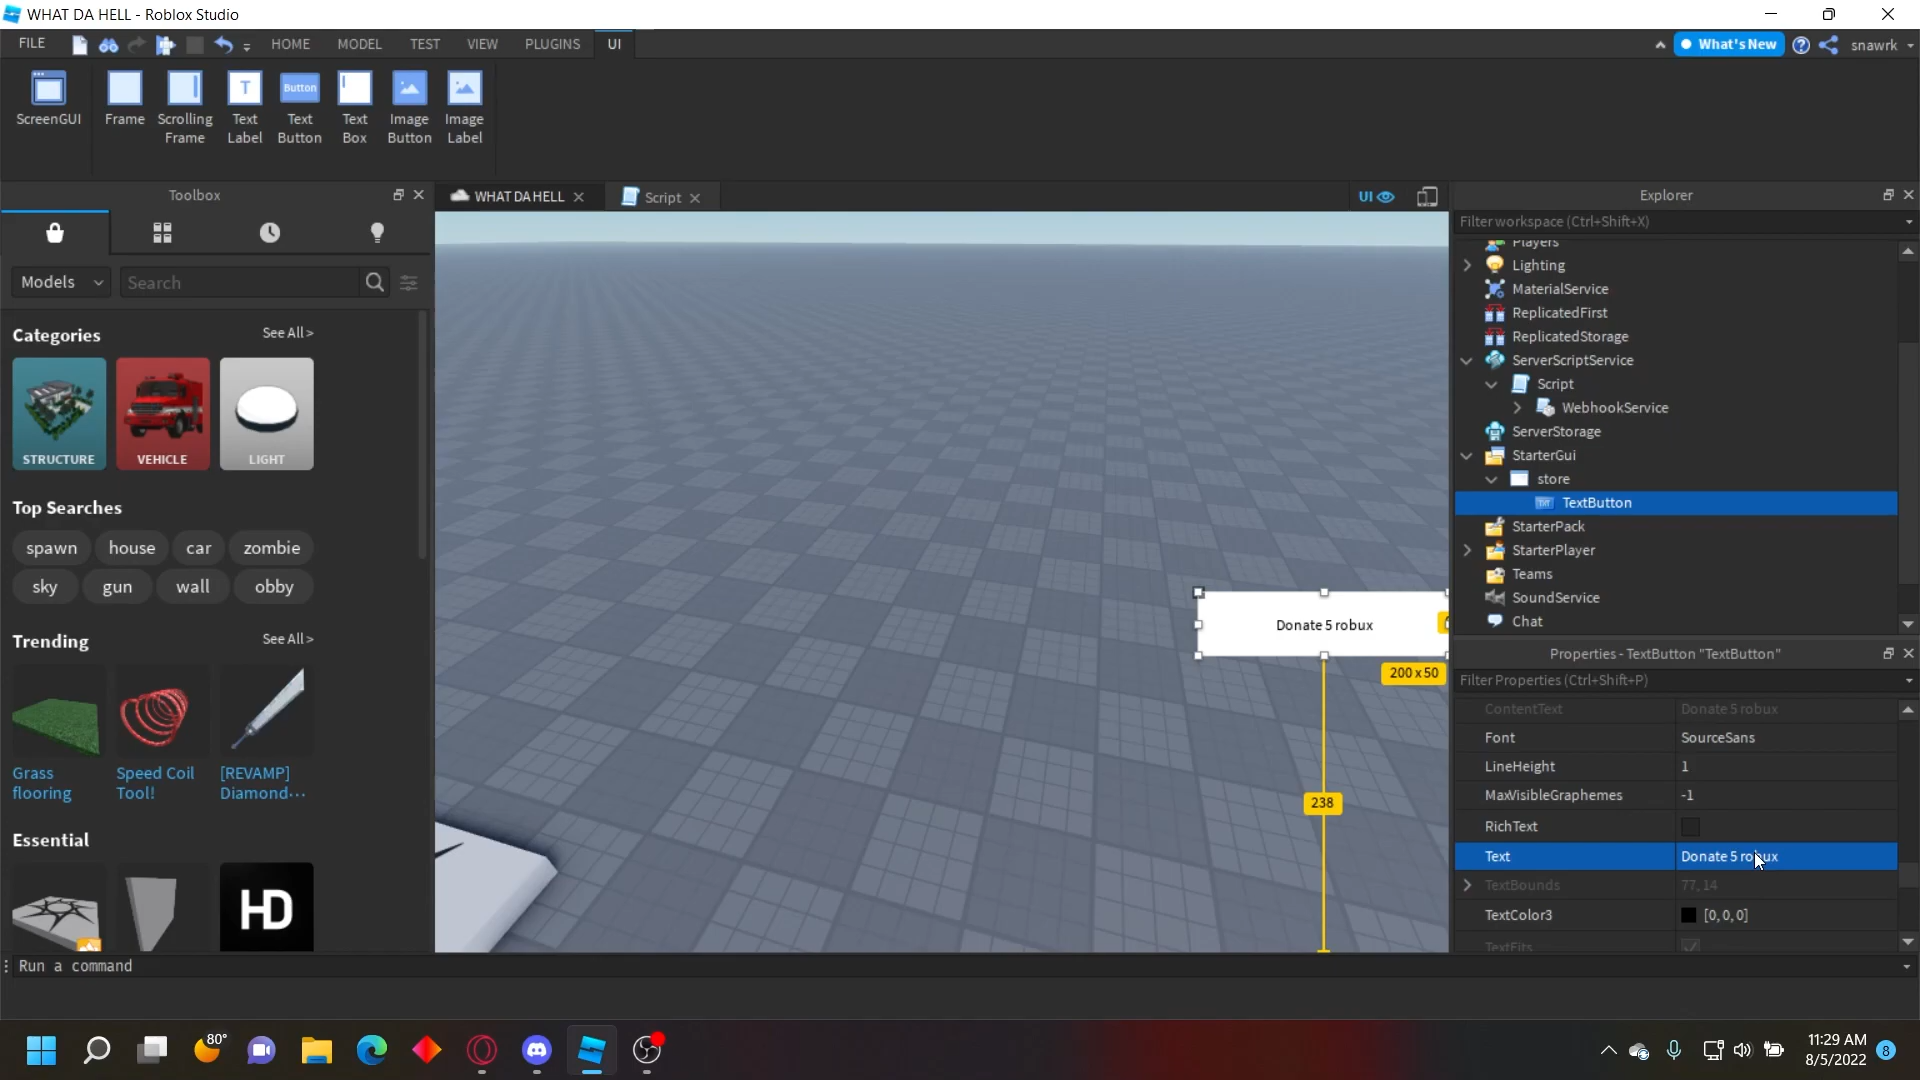 WHAT DA HELL - Roblox Studio
FILE
HOME
MODEL
TEST
VIEW
PLUGINS
UI
What's New
snawrk
ScreenGUI
Frame
Scrolling Frame
Text Label
Button
Text Button
Text Box
Image Button
Image Label
Toolbox
WHAT DA HELL
Script
UI
Explorer
Models
Search
Categories
See All >
STRUCTURE
VEHICLE
LIGHT
Top Searches
spawn
house
car
zombie
sky
gun
wall
obby
Trending
See All >
Grass flooring
Speed Coil Tool!
[REVAMP] Diamond...
Essential
HD
Donate 5 robux
200 x 50
238
Filter workspace (Ctrl+Shift+X)
Players
Lighting
MaterialService
ReplicatedFirst
ReplicatedStorage
ServerScriptService
Script
WebhookService
ServerStorage
StarterGui
store
TextButton
StarterPack
StarterPlayer
Teams
SoundService
Chat
Properties - TextButton "TextButton"
Filter Properties (Ctrl+Shift+P)
ContentText Donate 5 robux
Font SourceSans
LineHeight 1
MaxVisibleGraphemes -1
RichText
Text Donate 5 robux
TextBounds 77, 14
TextColor3 [0, 0, 0]
TextFits
Run a command
80°
11:29 AM
8/5/2022
8